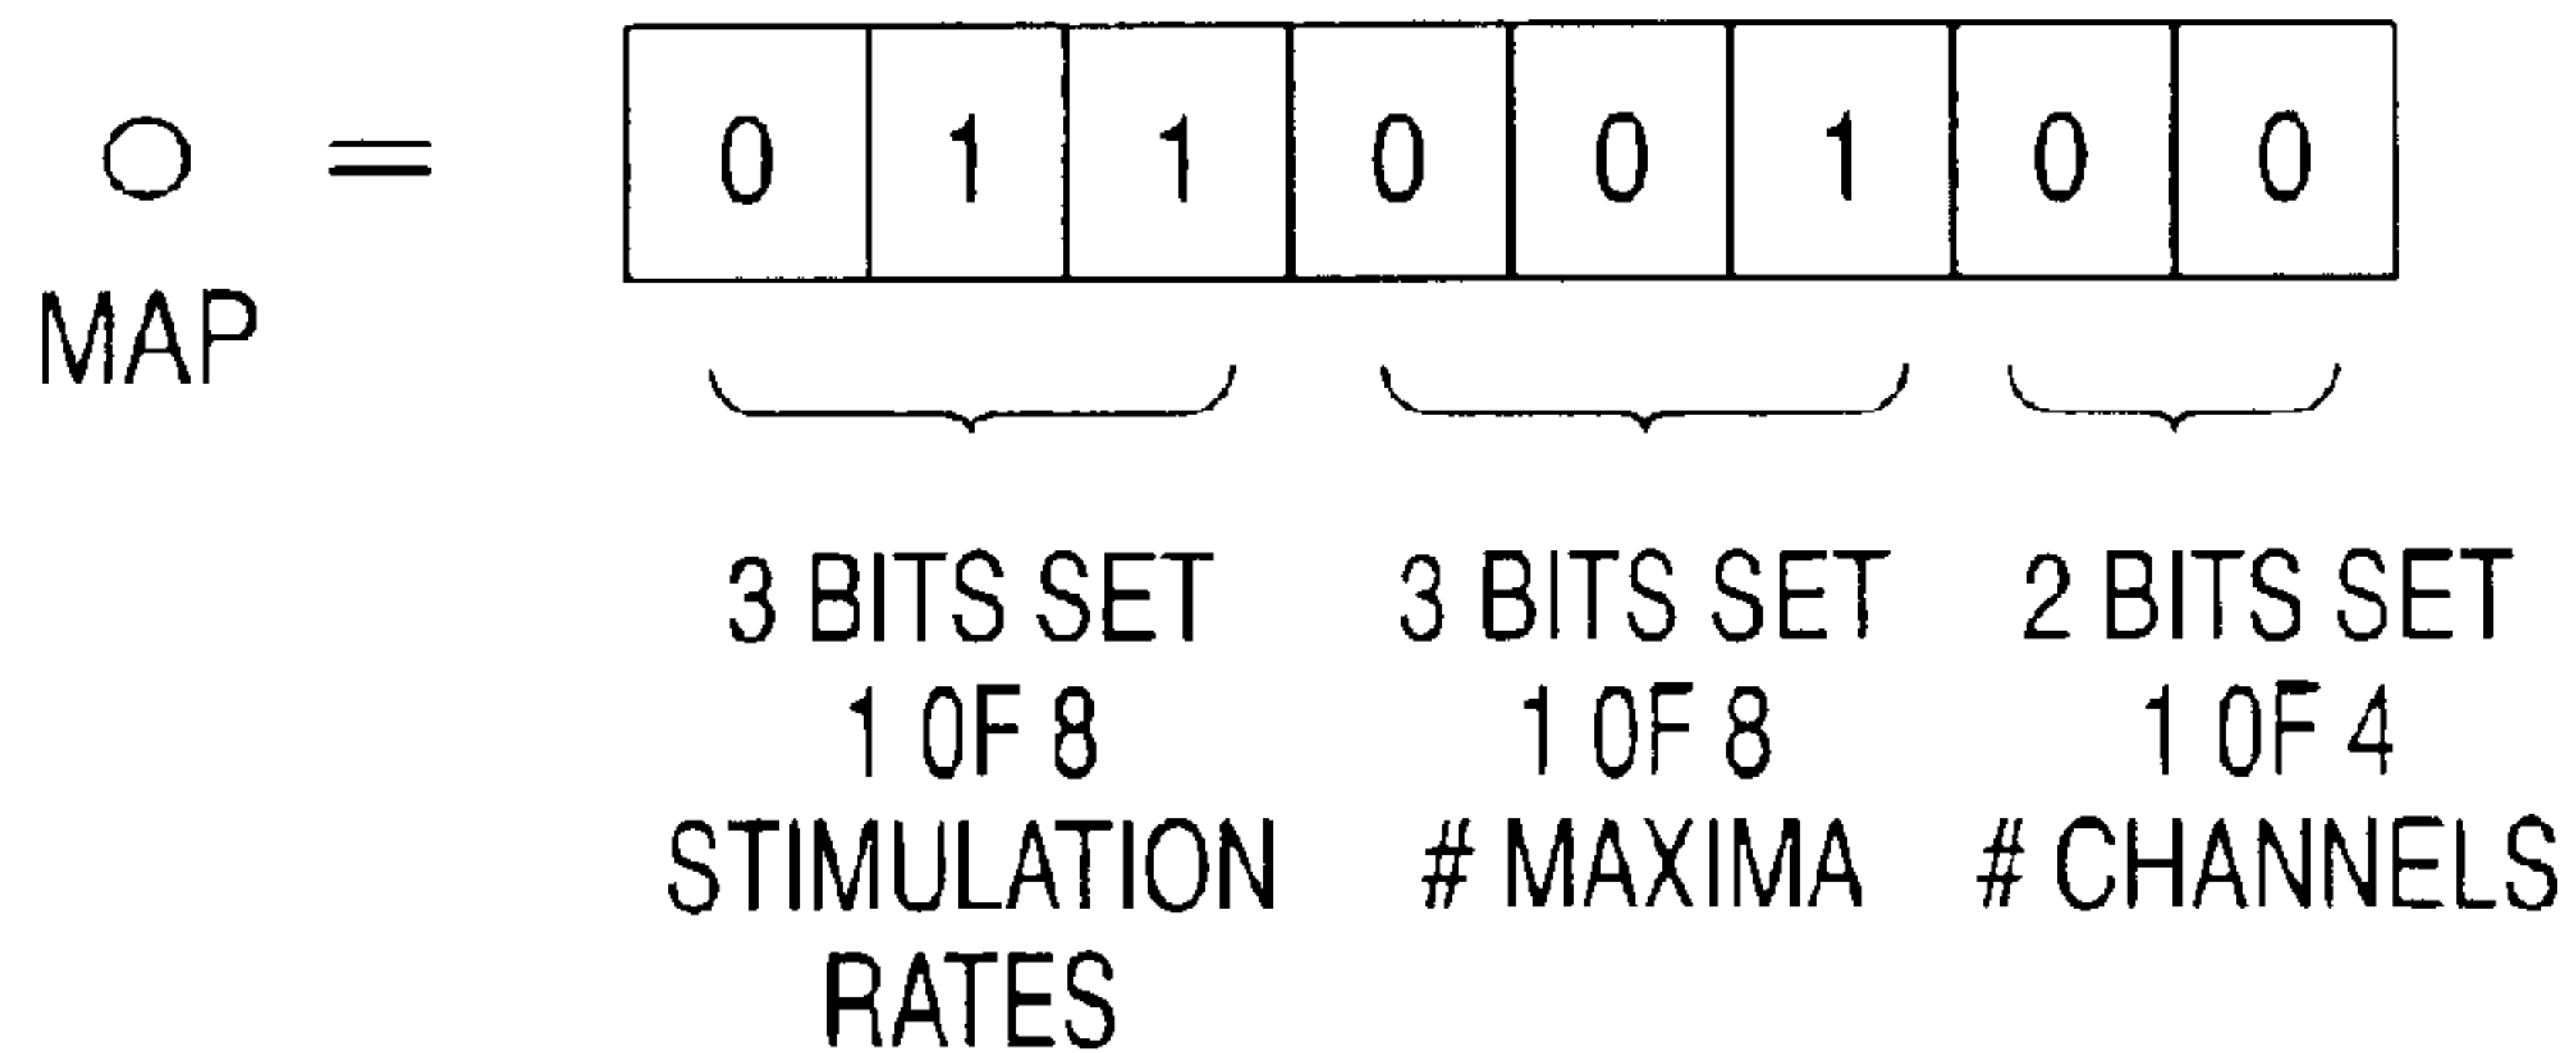 = 0 1 1 0 0 1 0 0
MAP
3 BITS SET
1 OF 8
STIMULATION
RATES
3 BITS SET
1 OF 8
# MAXIMA
2 BITS SET
1 OF 4
# CHANNELS